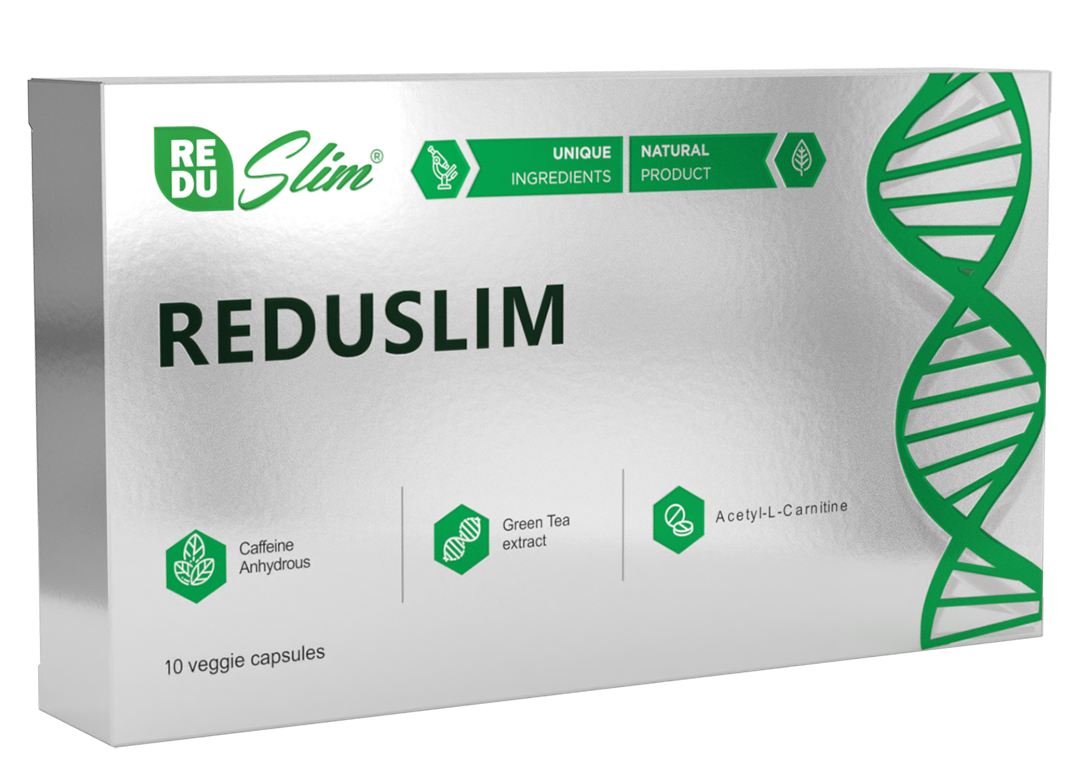 RE
DU
Slim®
UNIQUE
INGREDIENTS
NATURAL
PRODUCT
REDUSLIM
Caffeine
Anhydrous
Green Tea
extract
Acetyl-L-Carnitine
10 veggie capsules